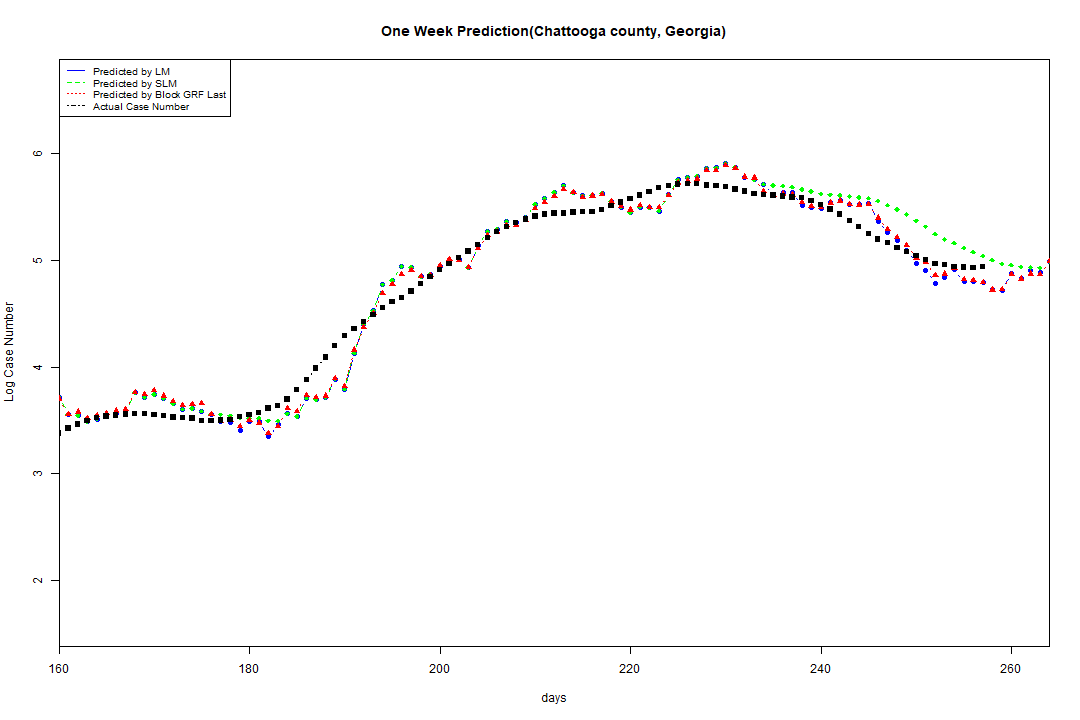 One Week Prediction(Chattooga county, Georgia)
Predicted by LM
Predicted by SLM
Predicted by Block GRF Last
Actual Case Number
6
5
4
3
2
Log Case Number
160 180 200 220 240 260
days